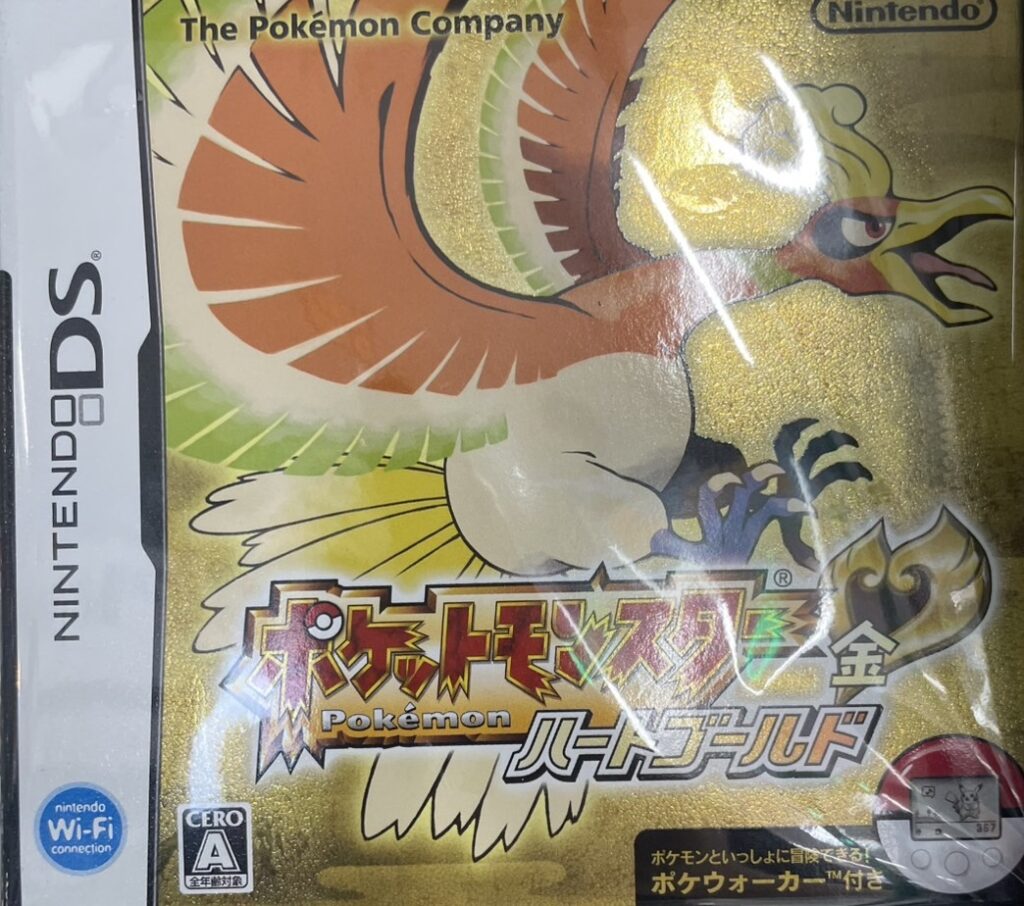 The Pokémon Company
Nintendo®
NINTENDO DS®
ポケットモンスター®
金
Pokémon
ハートゴールド
nintendo
Wi-Fi
connection
CERO
A
全年齢対象
367
ポケモンといっしょに冒険できる!
ポケウォーカー™付き